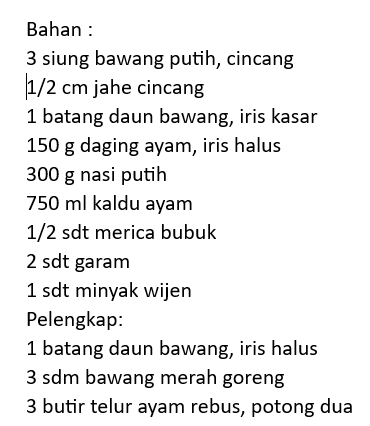 Bahan :
3 siung bawang putih, cincang
1/2 cm jahe cincang
1 batang daun bawang, iris kasar
150 g daging ayam, iris halus
300 g nasi putih
750 ml kaldu ayam
1/2 sdt merica bubuk
2 sdt garam
1 sdt minyak wijen
Pelengkap:
1 batang daun bawang, iris halus
3 sdm bawang merah goreng
3 butir telur ayam rebus, potong dua